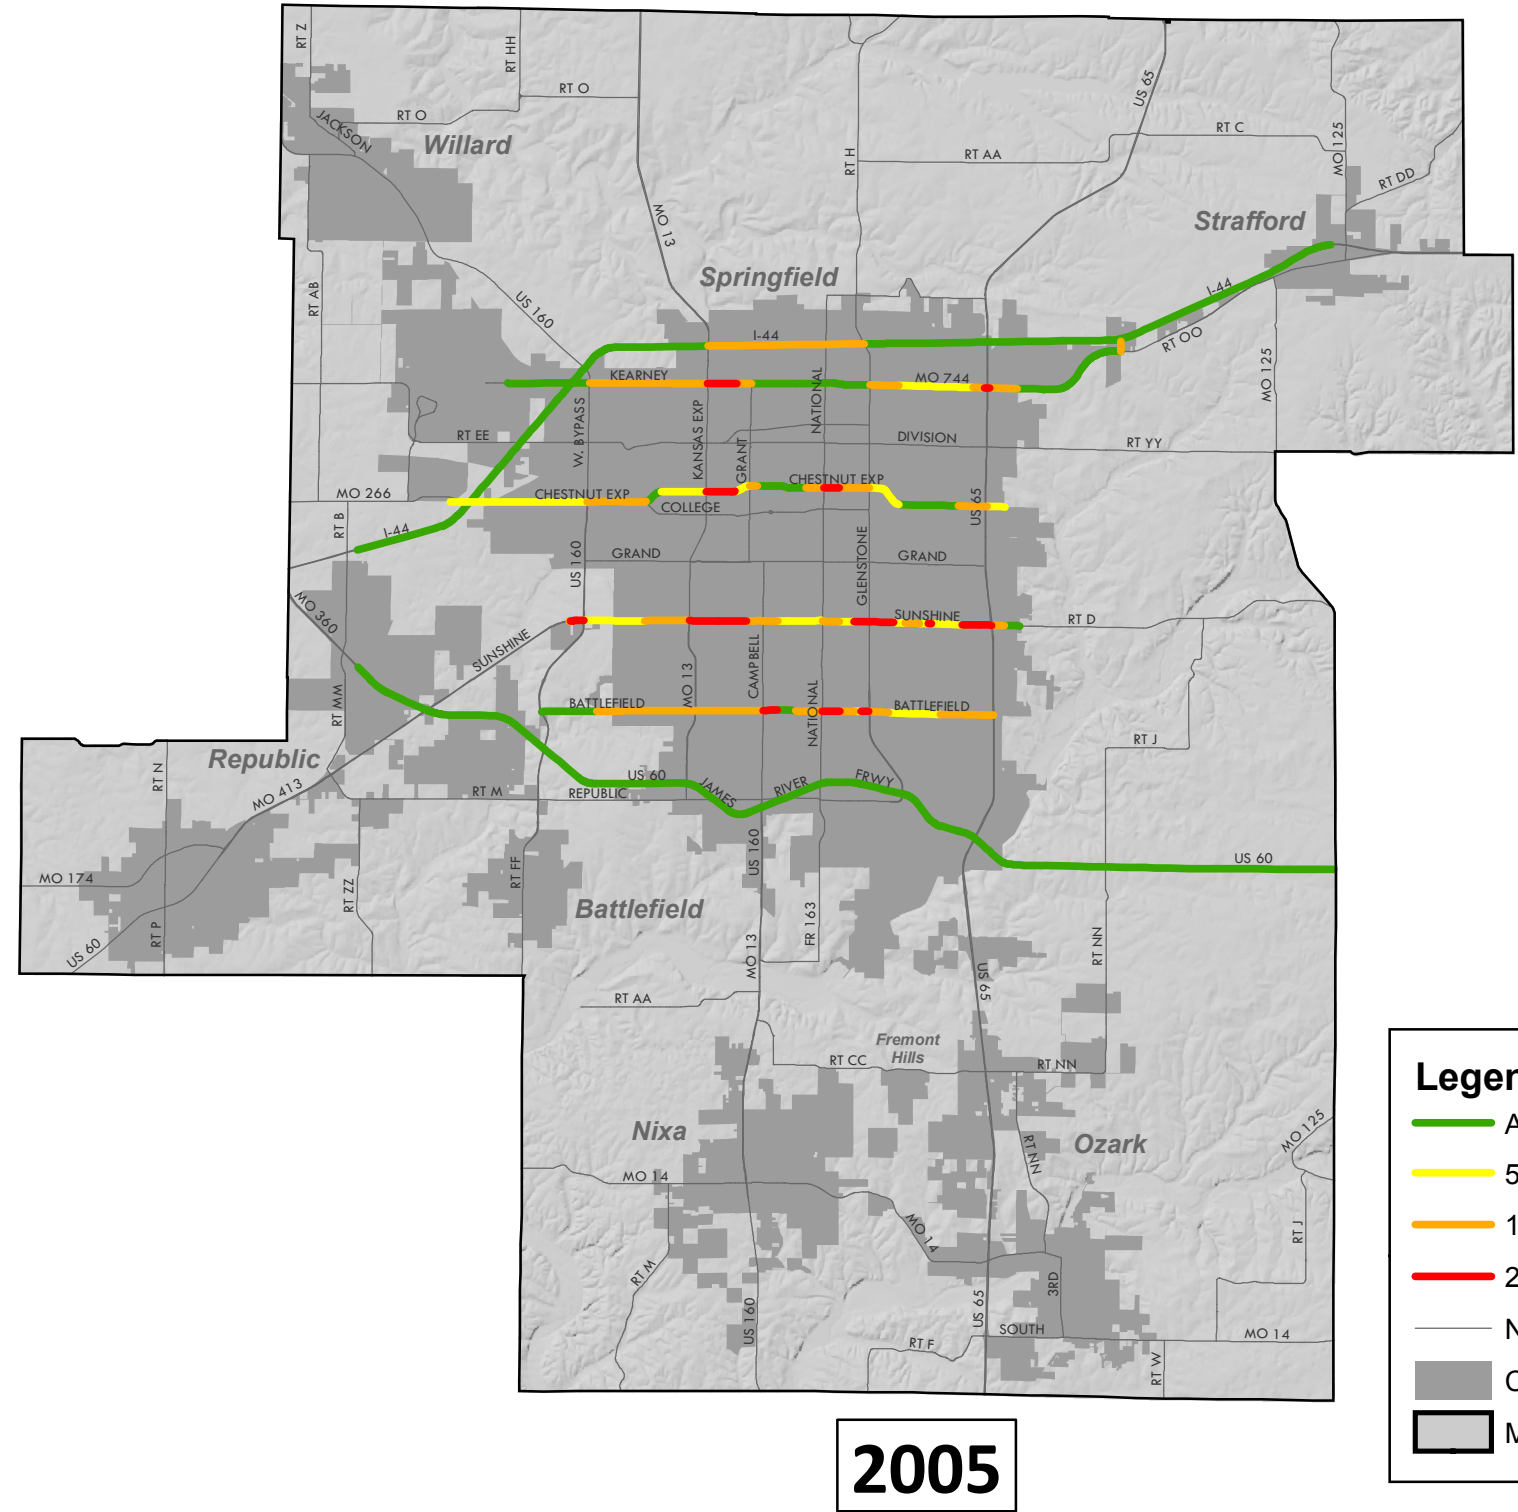 RT Z
RT HH
RT O
RT O
JACKSON
Willard
US 65
RT C
MO 125
RT H
RT AA
RT DD
MO 13
Strafford
Springfield
RT AB
US 160
I-44
I-44
RT OO
KEARNEY
MO 744
MO 125
NATIONAL
W. BYPASS
KANSAS EXP
GRANT
RT EE
DIVISION
RT YY
MO 266
CHESTNUT EXP
CHESTNUT EXP
COLLEGE
US 65
RT B
I-44
US 160
GRAND
GLENSTONE
GRAND
MO 360
SUNSHINE
SUNSHINE
RT D
CAMPBELL
MO 13
RT MM
BATTLEFIELD
NATIONAL
BATTLEFIELD
RT J
Republic
RT N
MO 413
US 60
JAMES
RIVER
FRWY
RT M
REPUBLIC
US 160
US 60
MO 174
RT ZZ
RT FF
Battlefield
FR 163
RT P
US 60
MO 13
RT NN
US 65
RT AA
Fremont
Hills
RT CC
RT NN
Legen
A
Nixa
Ozark
MO 125
RT NN
5
MO 14
MO 14
RT J
1
RT M
3RD
2
US 160
US 65
SOUTH
RT F
MO 14
N
RT W
C
M
2005